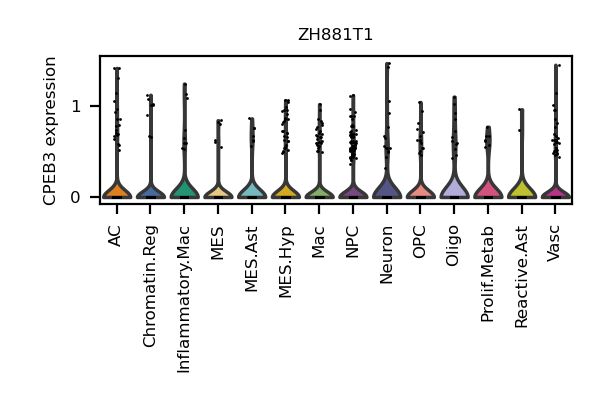 ZH881T1
CPEB3 expression
1
0
AC
Chromatin.Reg
Inflammatory.Mac
MES
MES.Ast
MES.Hyp
Mac
NPC
Neuron
OPC
Oligo
Prolif.Metab
Reactive.Ast
Vasc